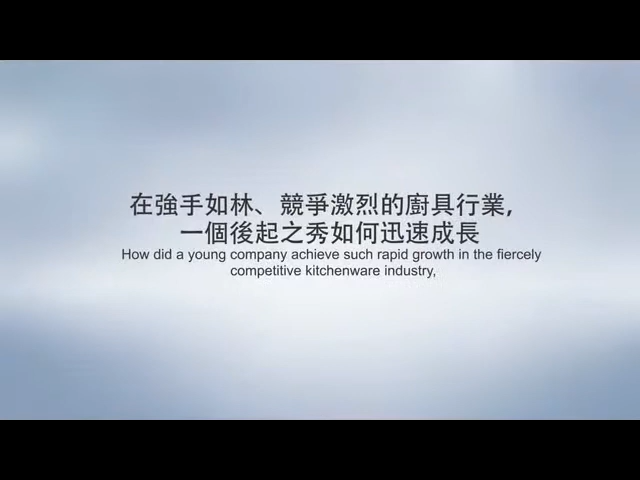 在強手如林、競爭激烈的廚具行業,
一個後起之秀如何迅速成長
How did a young company achieve such rapid growth in the fiercely
competitive kitchenware industry,